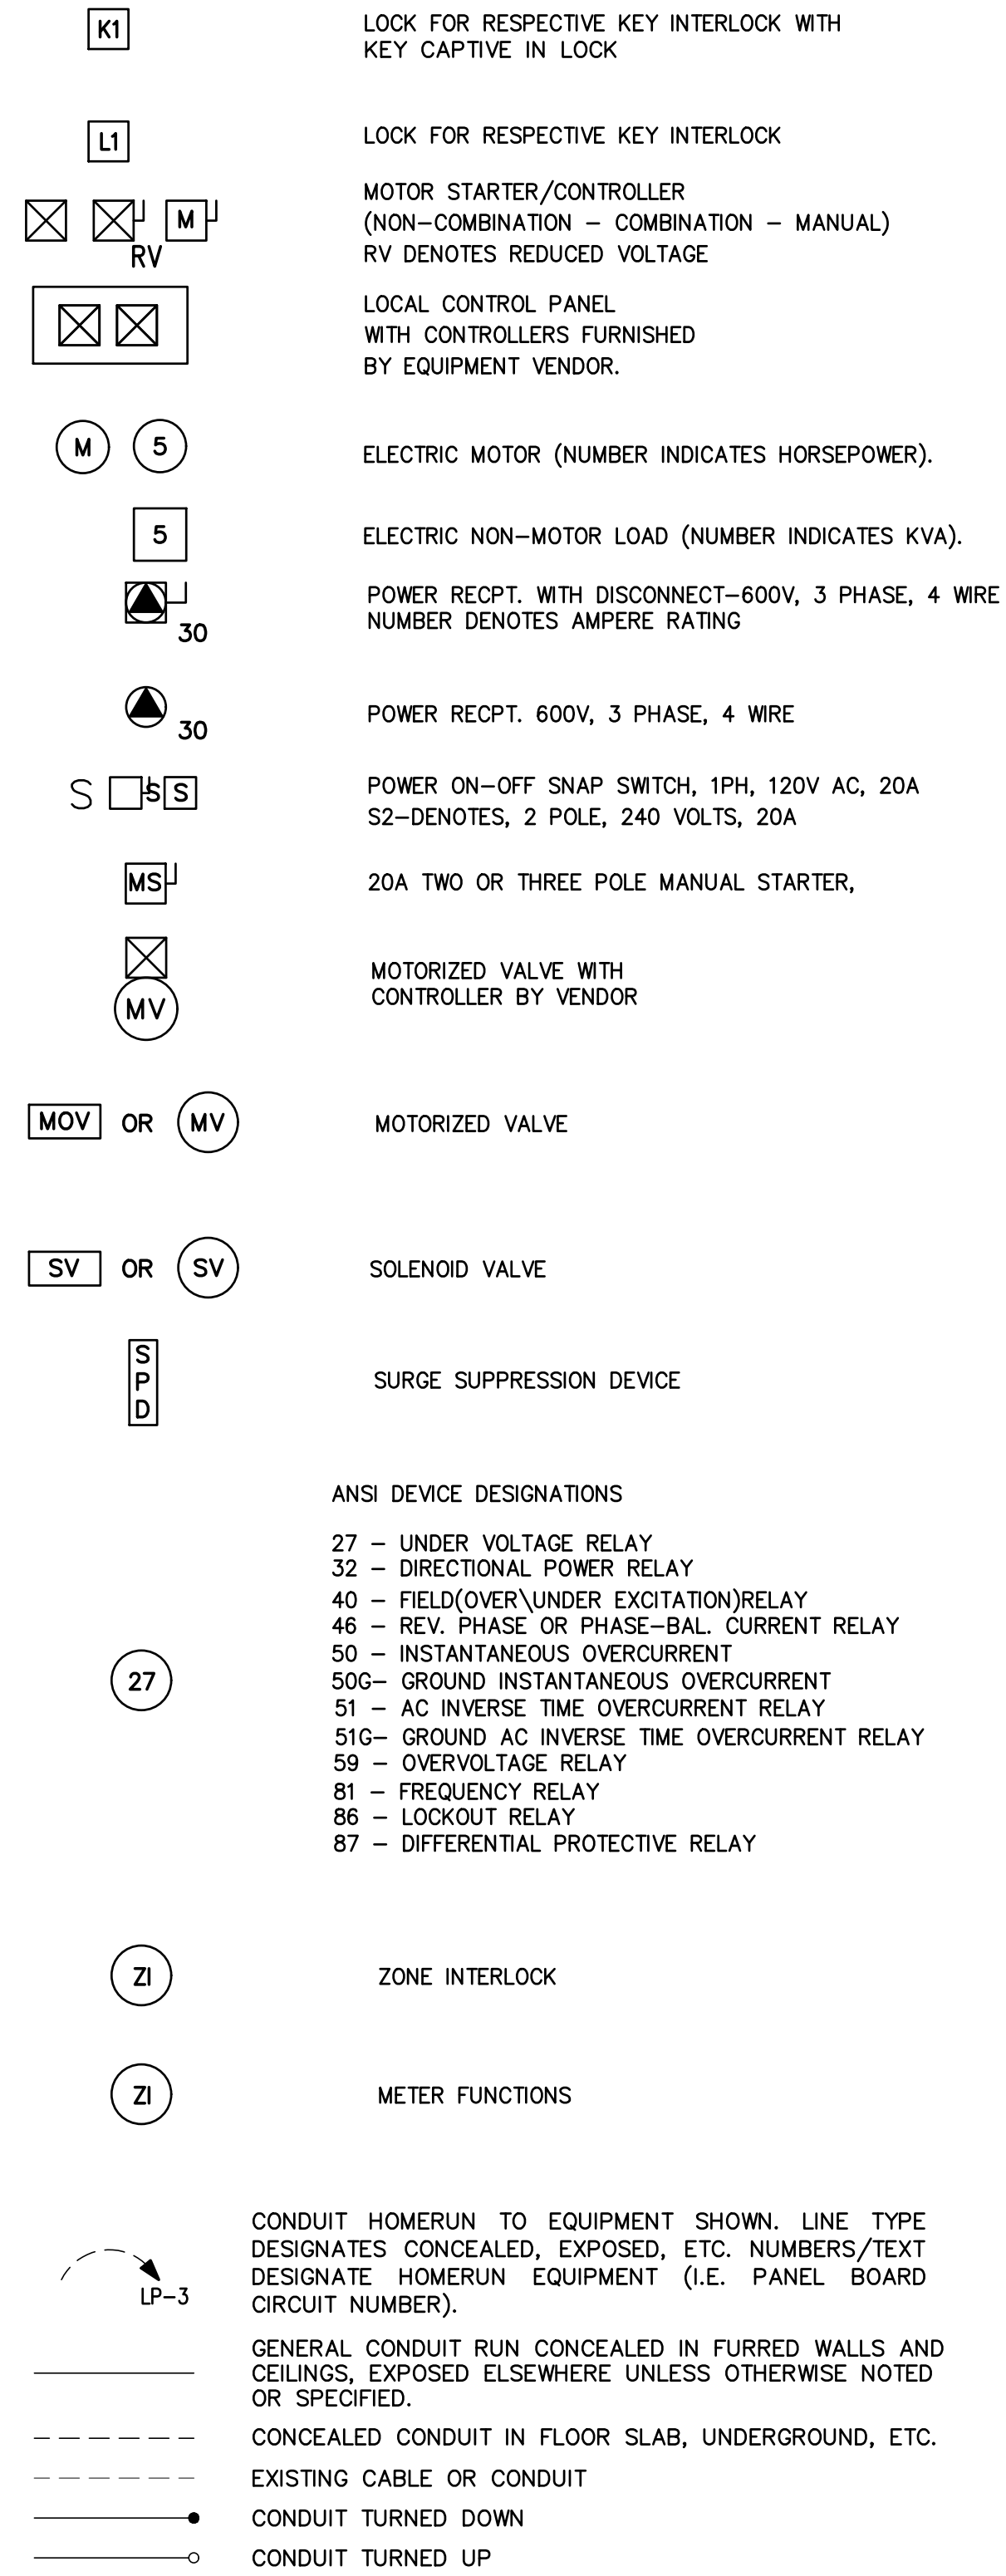 K1 LOCK FOR RESPECTIVE KEY INTERLOCK WITH
KEY CAPTIVE IN LOCK
L1 LOCK FOR RESPECTIVE KEY INTERLOCK
MOTOR STARTER/CONTROLLER
M (NON-COMBINATION - COMBINATION - MANUAL)
RV RV DENOTES REDUCED VOLTAGE
LOCAL CONTROL PANEL
WITH CONTROLLERS FURNISHED
BY EQUIPMENT VENDOR.
M 5 ELECTRIC MOTOR (NUMBER INDICATES HORSEPOWER).
5 ELECTRIC NON-MOTOR LOAD (NUMBER INDICATES KVA).
POWER RECPT. WITH DISCONNECT-600V, 3 PHASE, 4 WIRE
30 NUMBER DENOTES AMPERE RATING
POWER RECPT. 600V, 3 PHASE, 4 WIRE
30
S S S POWER ON-OFF SNAP SWITCH, 1PH, 120V AC, 20A
S2-DENOTES, 2 POLE, 240 VOLTS, 20A
MS 20A TWO OR THREE POLE MANUAL STARTER,
MOTORIZED VALVE WITH
MV CONTROLLER BY VENDOR
MOV OR MV MOTORIZED VALVE
SV OR SV SOLENOID VALVE
SPD SURGE SUPPRESSION DEVICE
ANSI DEVICE DESIGNATIONS
27 - UNDER VOLTAGE RELAY
32 - DIRECTIONAL POWER RELAY
40 - FIELD(OVER\UNDER EXCITATION)RELAY
46 - REV. PHASE OR PHASE-BAL. CURRENT RELAY
50 - INSTANTANEOUS OVERCURRENT
27 50G- GROUND INSTANTANEOUS OVERCURRENT
51 - AC INVERSE TIME OVERCURRENT RELAY
51G- GROUND AC INVERSE TIME OVERCURRENT RELAY
59 - OVERVOLTAGE RELAY
81 - FREQUENCY RELAY
86 - LOCKOUT RELAY
87 - DIFFERENTIAL PROTECTIVE RELAY
ZI ZONE INTERLOCK
ZI METER FUNCTIONS
CONDUIT HOMERUN TO EQUIPMENT SHOWN. LINE TYPE
DESIGNATES CONCEALED, EXPOSED, ETC. NUMBERS/TEXT
DESIGNATE HOMERUN EQUIPMENT (I.E. PANEL BOARD
LP-3 CIRCUIT NUMBER).
GENERAL CONDUIT RUN CONCEALED IN FURRED WALLS AND
CEILINGS, EXPOSED ELSEWHERE UNLESS OTHERWISE NOTED
OR SPECIFIED.
CONCEALED CONDUIT IN FLOOR SLAB, UNDERGROUND, ETC.
EXISTING CABLE OR CONDUIT
CONDUIT TURNED DOWN
CONDUIT TURNED UP